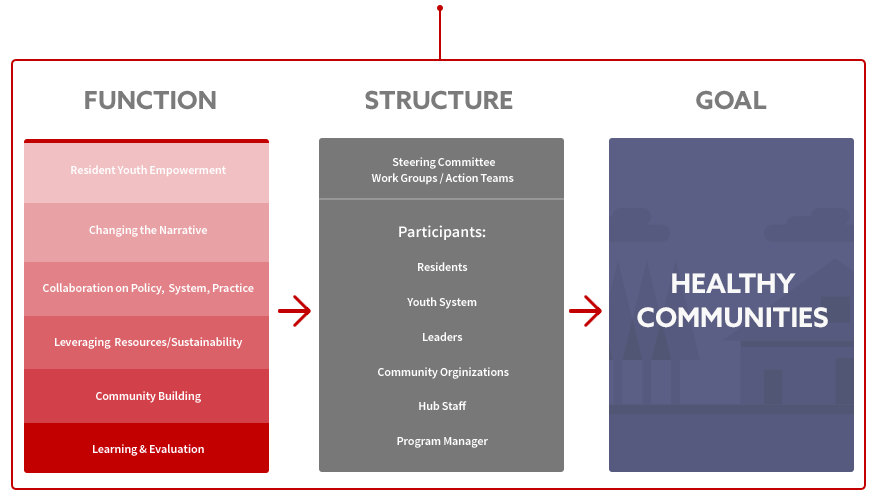 FUNCTION
Resident Youth Empowerment
Changing the Narrative
Collaboration on Policy, System, Practice
Leveraging Resources/Sustainability
Community Building
Learning & Evaluation
STRUCTURE
Steering Committee
Work Groups / Action Teams
Participants:
Residents
Youth System
Leaders
Community Orginizations
Hub Staff
Program Manager
GOAL
HEALTHY
COMMUNITIES